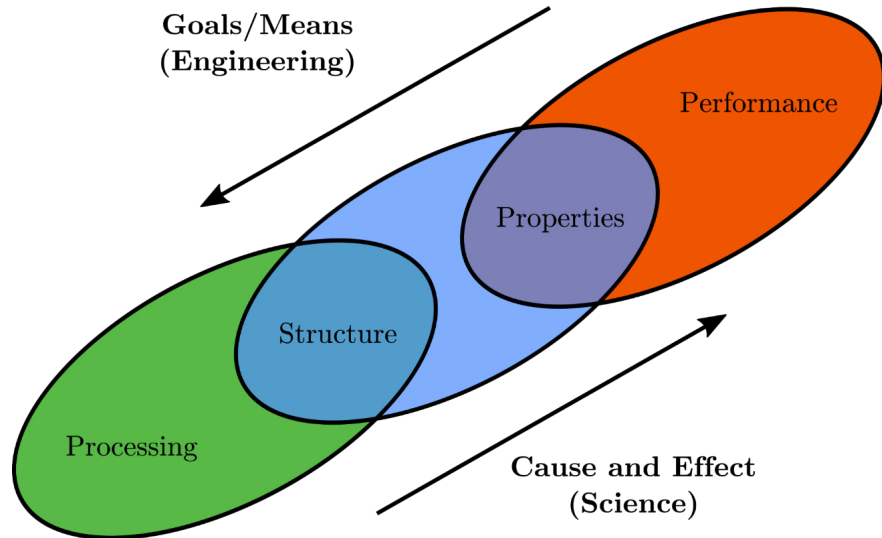 Goals/Means
(Engineering)
Performance
Properties
Structure
Processing
Cause and Effect
(Science)